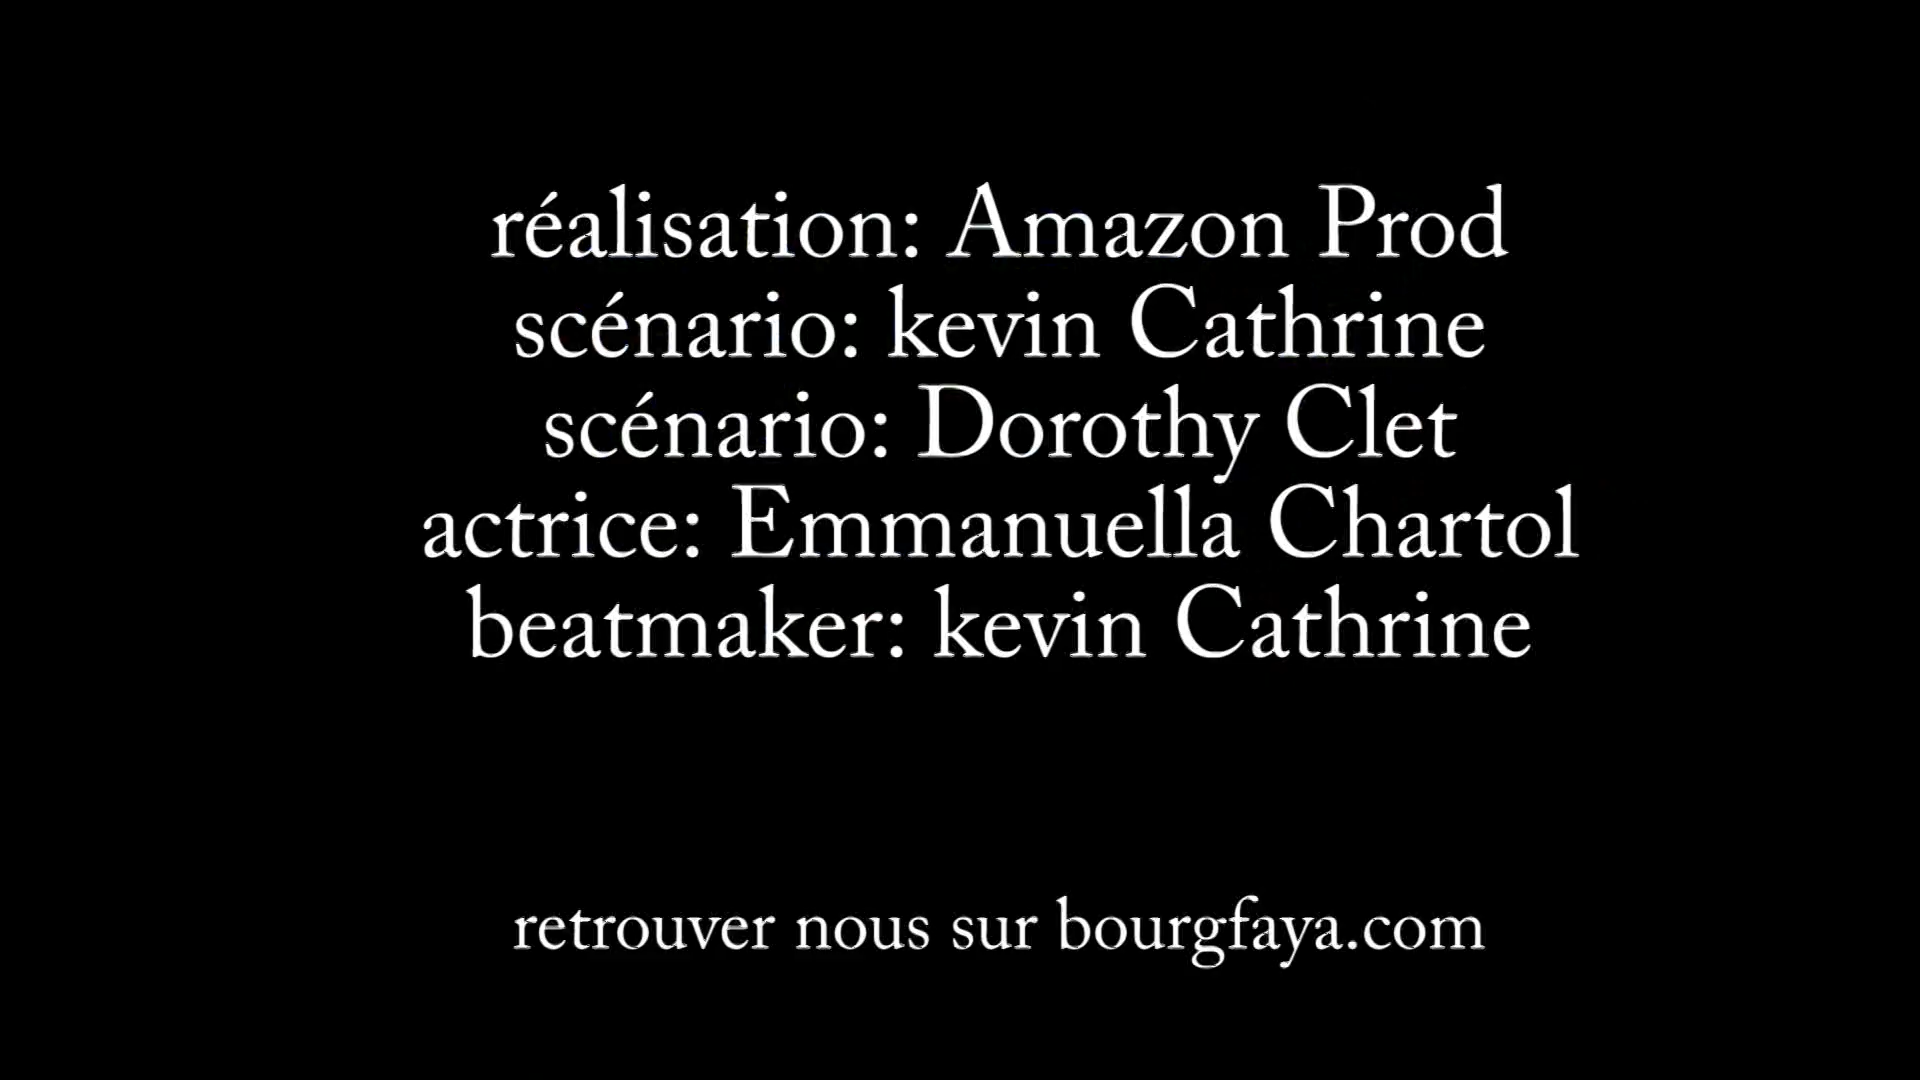 réalisation: Amazon Prod
scénario: kevin Cathrine
scénario: Dorothy Clet
actrice: Emmanuella Chartol
beatmaker: kevin Cathrine
retrouver nous sur bourgfaya.com